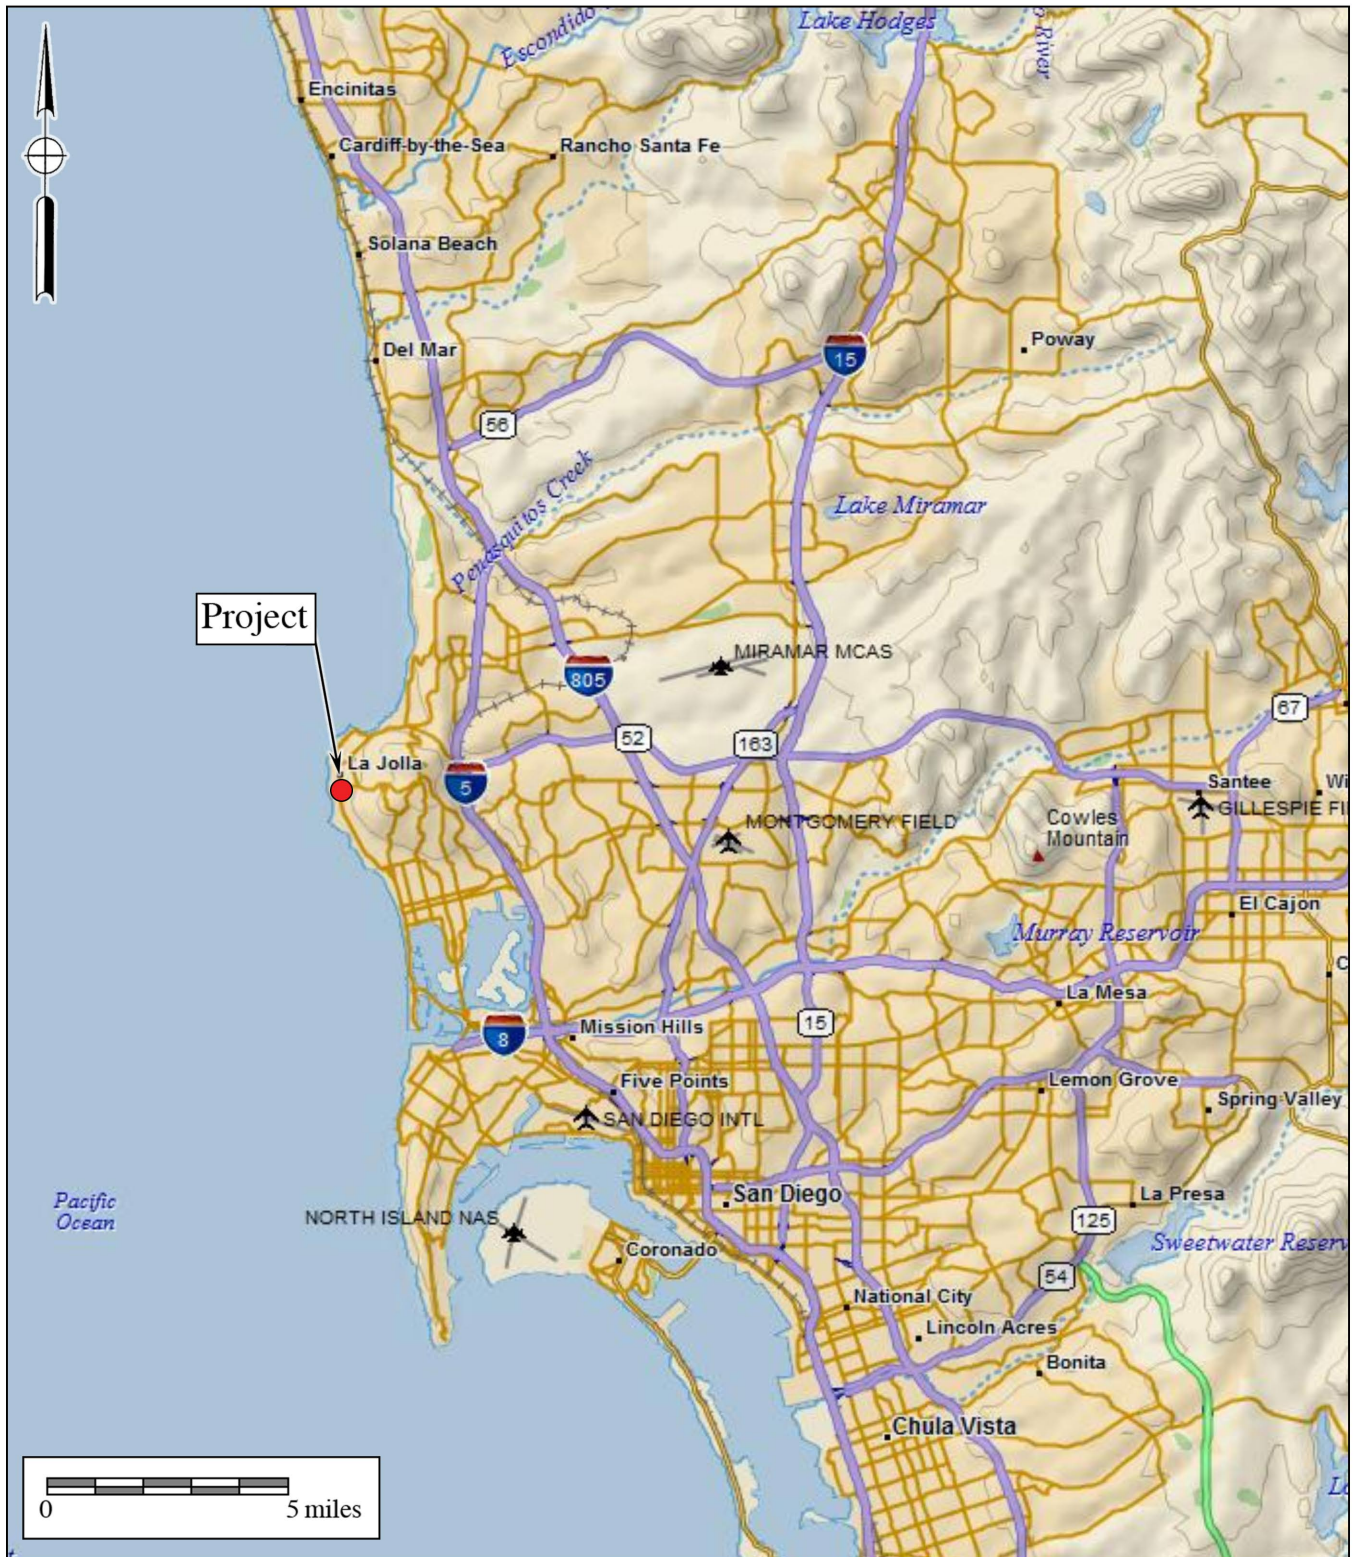 Lake Hodges
Escondido
River
Encinitas
Cardiff-by-the-Sea
Rancho Santa Fe
Solana Beach
Del Mar
15
Poway
56
Penasquitos Creek
Lake Miramar
Project
MIRAMAR MCAS
805
67
52
163
La Jolla
5
Santee
Wi
GILLESPIE FI
MONTGOMERY FIELD
Cowles
Mountain
El Cajon
Murray Reservoir
C
La Mesa
15
Mission Hills
8
Five Points
Lemon Grove
Spring Valley
SAN DIEGO INTL
Pacific
Ocean
San Diego
La Presa
NORTH ISLAND NAS
125
Coronado
Sweetwater Reserv
54
National City
Lincoln Acres
Bonita
Chula Vista
0
5 miles